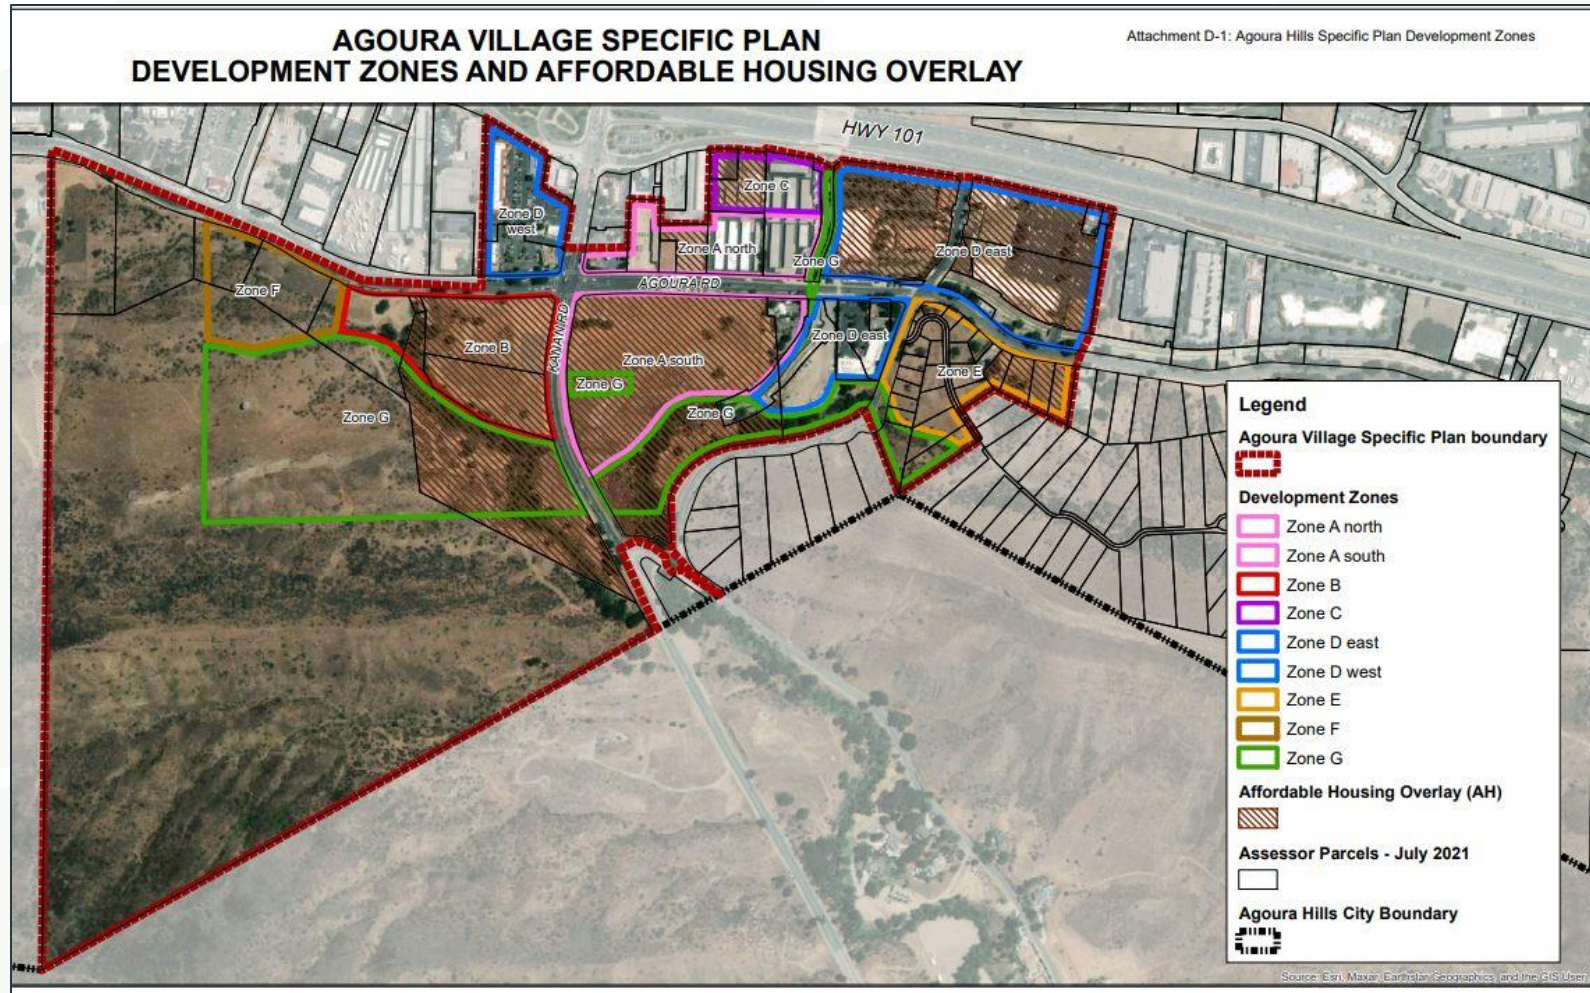 AGOURA VILLAGE SPECIFIC PLAN
DEVELOPMENT ZONES AND AFFORDABLE HOUSING OVERLAY
Attachment D-1: Agoura Hills Specific Plan Development Zones
HWY 101
Zone C
Zone D
west
Zone A north
Zone G
Zone D east
AGOURA RD
Zone F
KANAN RD
Zone B
Zone A south
Zone D east
Zone E
Zone G
Zone G
Zone G
Legend
Agoura Village Specific Plan boundary
Development Zones
Zone A north
Zone A south
Zone B
Zone C
Zone D east
Zone D west
Zone E
Zone F
Zone G
Affordable Housing Overlay (AH)
Assessor Parcels - July 2021
Agoura Hills City Boundary
Source: Esri, Maxar, Earthstar Geographics, and the GIS User